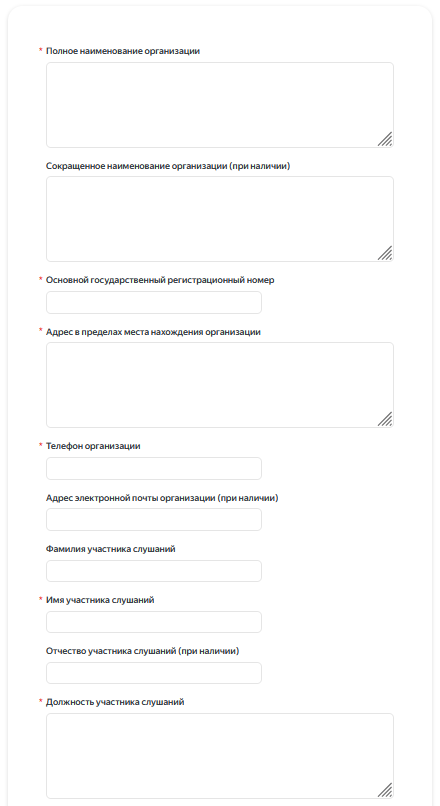 * Полное наименование организации
Сокращенное наименование организации (при наличии)
* Основной государственный регистрационный номер
* Адрес в пределах места нахождения организации
* Телефон организации
Адрес электронной почты организации (при наличии)
Фамилия участника слушаний
* Имя участника слушаний
Отчество участника слушаний (при наличии)
* Должность участника слушаний